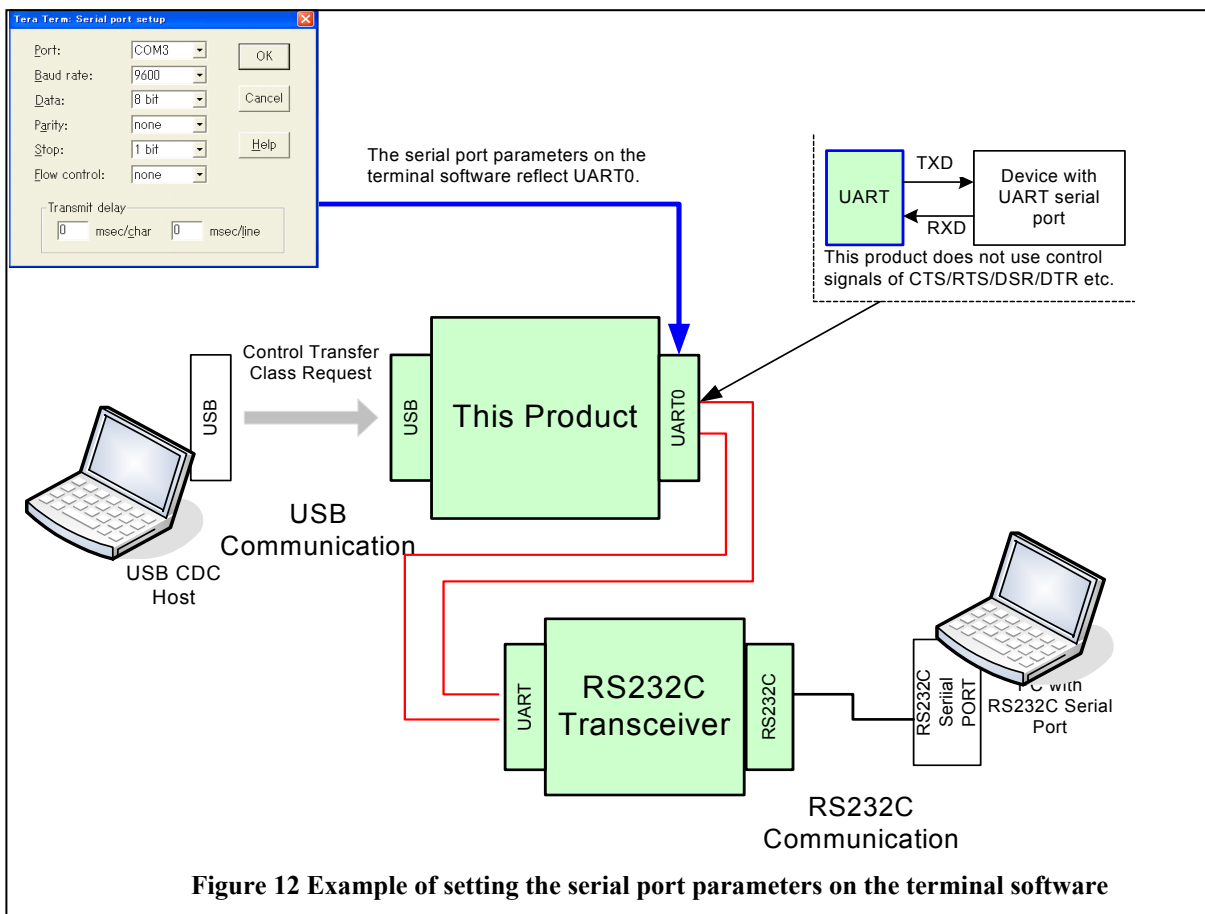 Tera Term: Serial port setup
Port:
COM3
OK
Baud rate:
9600
Data:
8 bit
Cancel
Parity:
none
Stop:
1 bit
Help
Flow control:
none
Transmit delay
0 msec/char 0 msec/line
The serial port parameters on the
terminal software reflect UART0.
UART
TXD
RXD
Device with
UART serial
port
This product does not use control
signals of CTS/RTS/DSR/DTR etc.
Control Transfer
Class Request
USB
USB
This Product
UART0
USB
Communication
USB CDC
Host
UART
RS232C
Transceiver
RS232C
RS232C
Seriial
PORT
PC with
RS232C Serial
Port
RS232C
Communication
Figure 12 Example of setting the serial port parameters on the terminal software